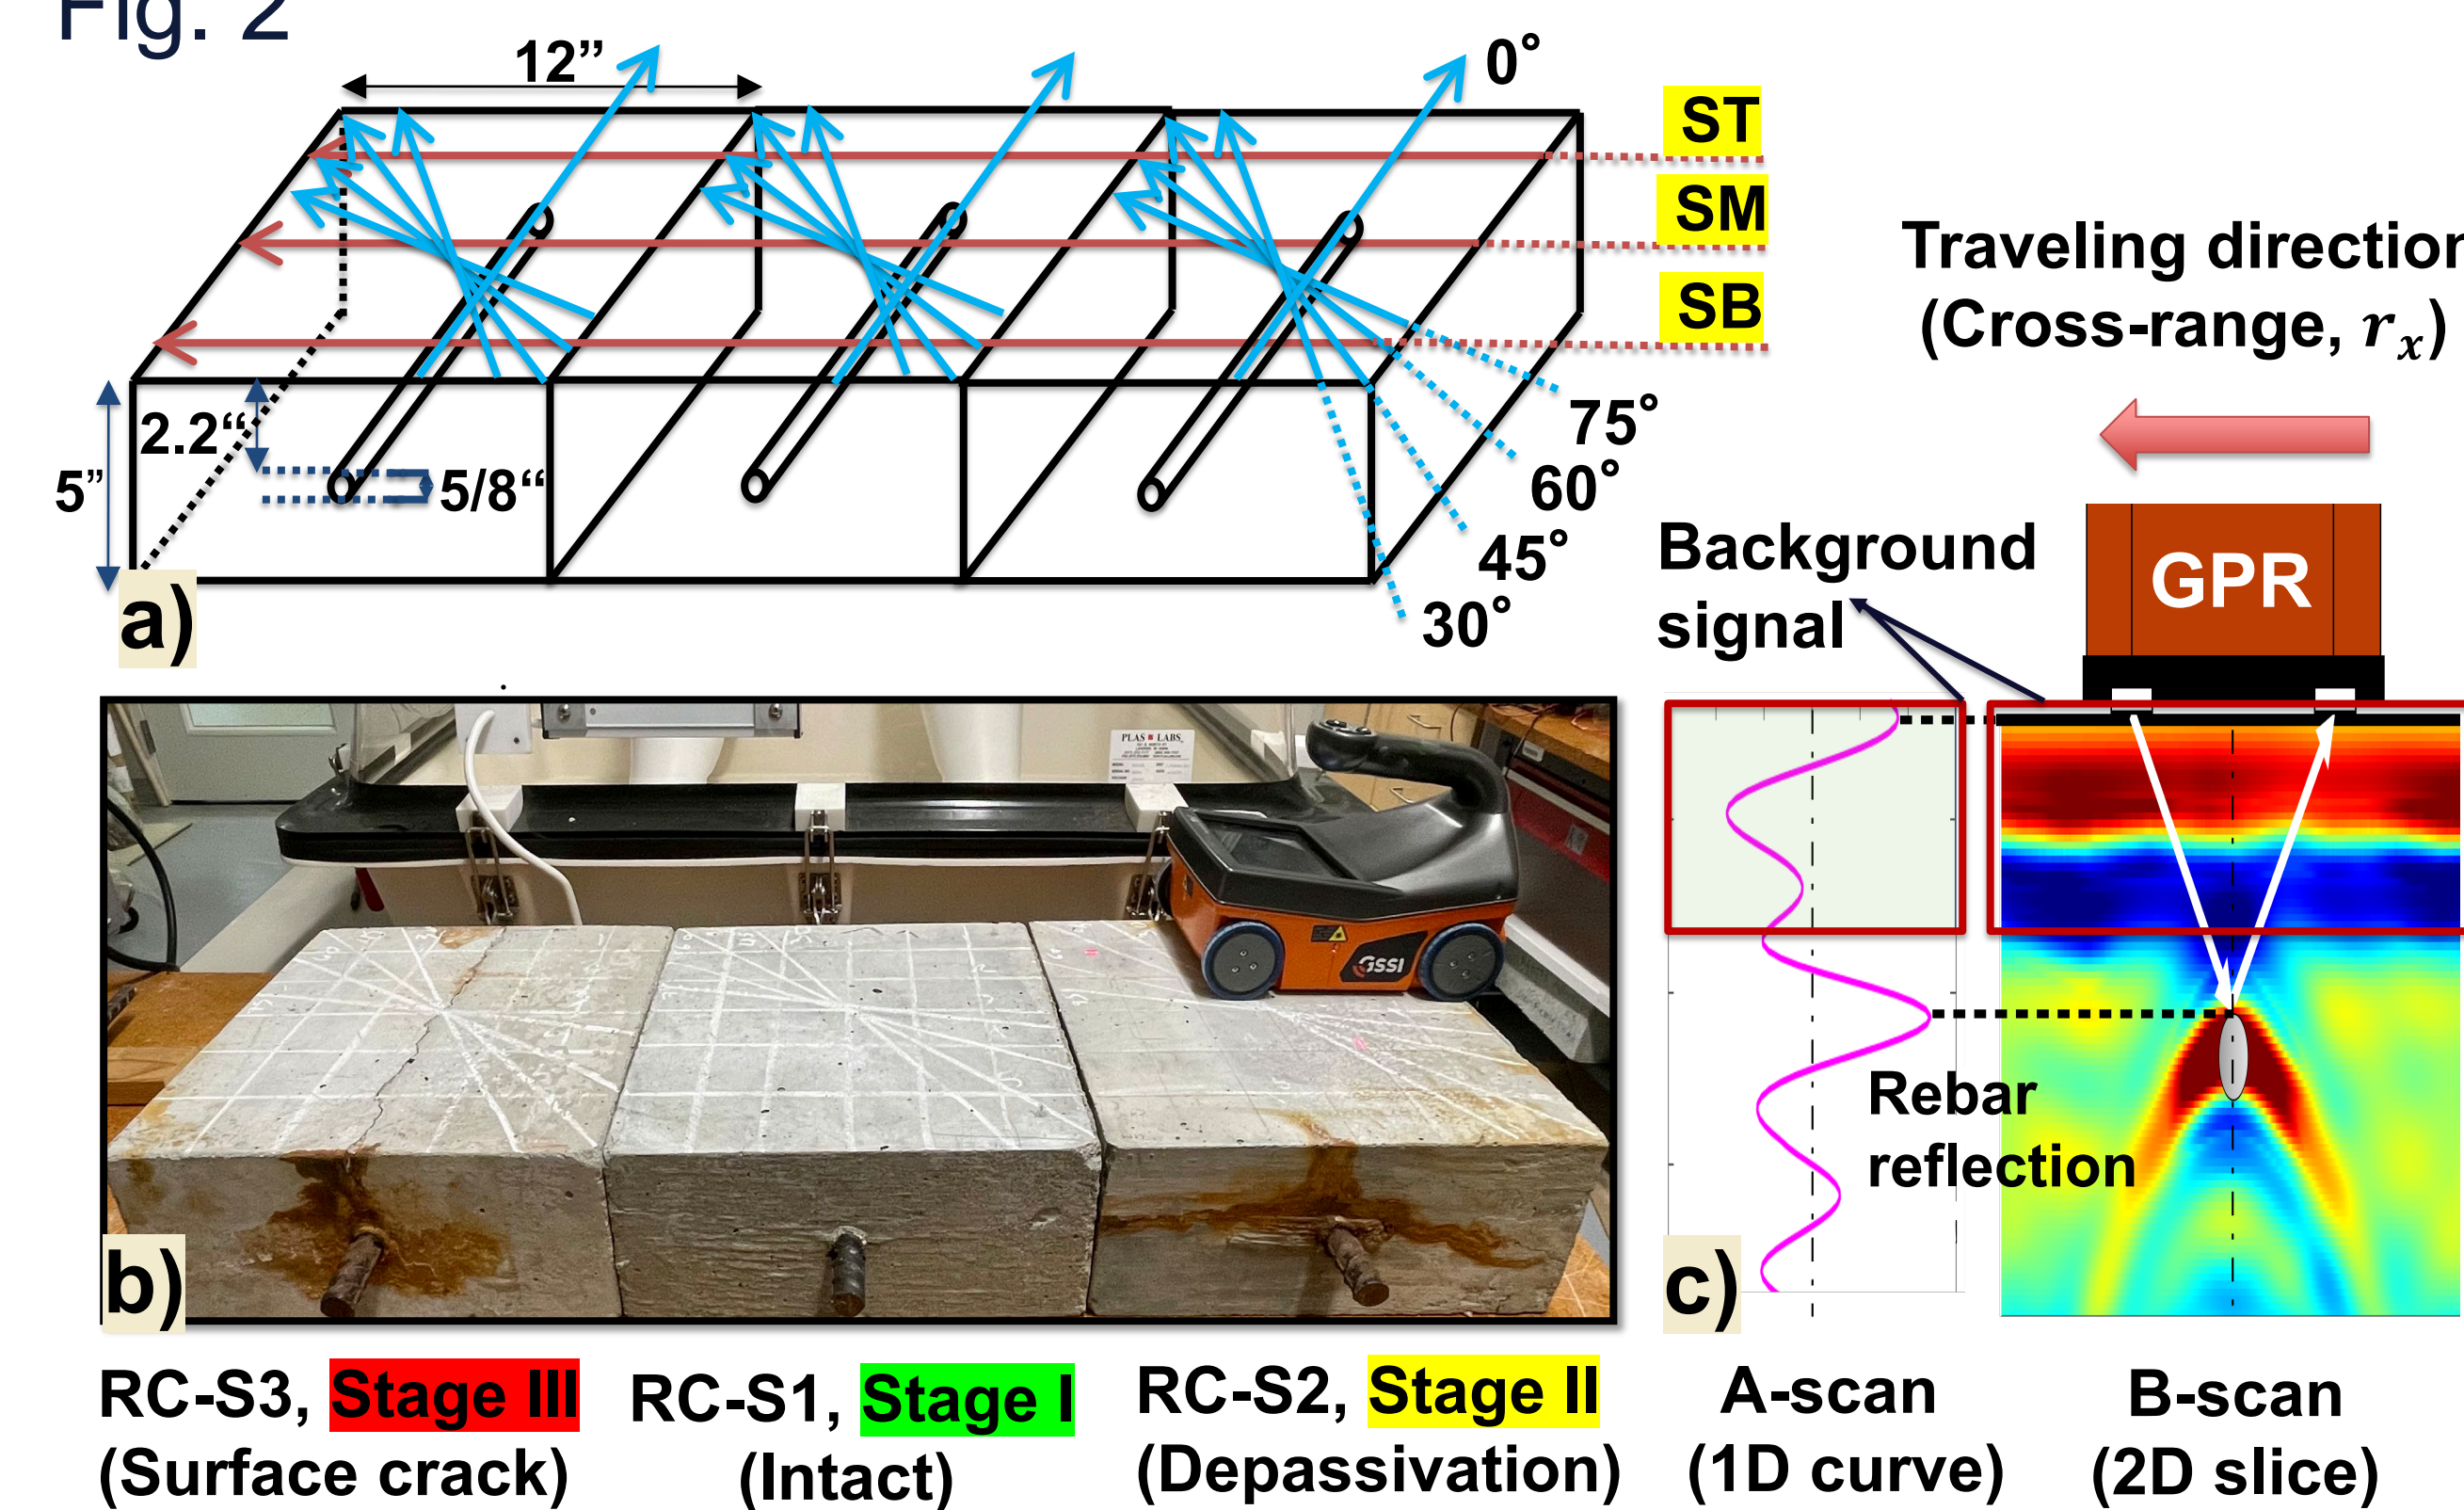 Fig. 2
12”
0°
ST
SM
SB
Traveling direction
(Cross-range, rₓ)
2.2“
5”
5/8“
75°
60°
45°
30°
a)
Background
signal
GPR
PLAS LABS
GSSI
Rebar
reflection
b)
c)
RC-S3, Stage III
(Surface crack)
RC-S1, Stage I
(Intact)
RC-S2, Stage II
(Depassivation)
A-scan
(1D curve)
B-scan
(2D slice)